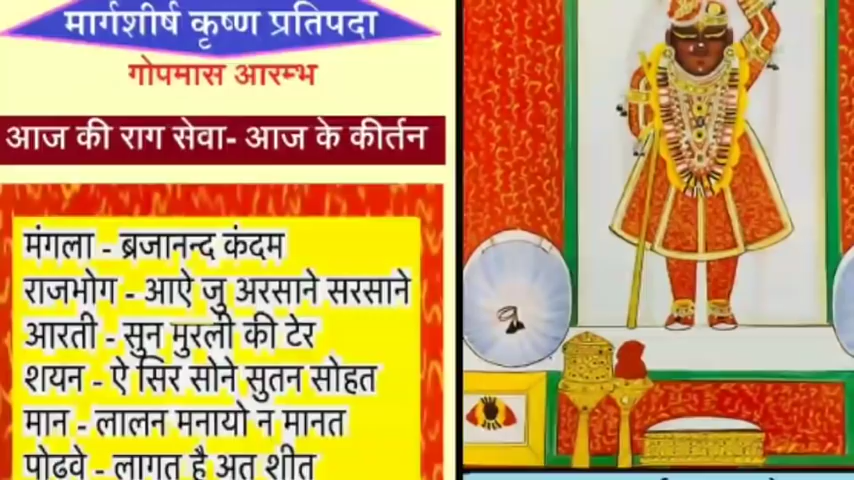 मार्गशीर्ष कृष्ण प्रतिपदा
गोपमास आरम्भ
आज की राग सेवा- आज के कीर्तन
मंगला - ब्रजानन्द कंदम
राजभोग - आऐ जु अरसाने सरसाने
आरती - सुन मुरली की टेर
शयन - ऐ सिर सोने सुतन सोहत
मान - लालन मनायो न मानत
पोढवे - लागत है अत शीत